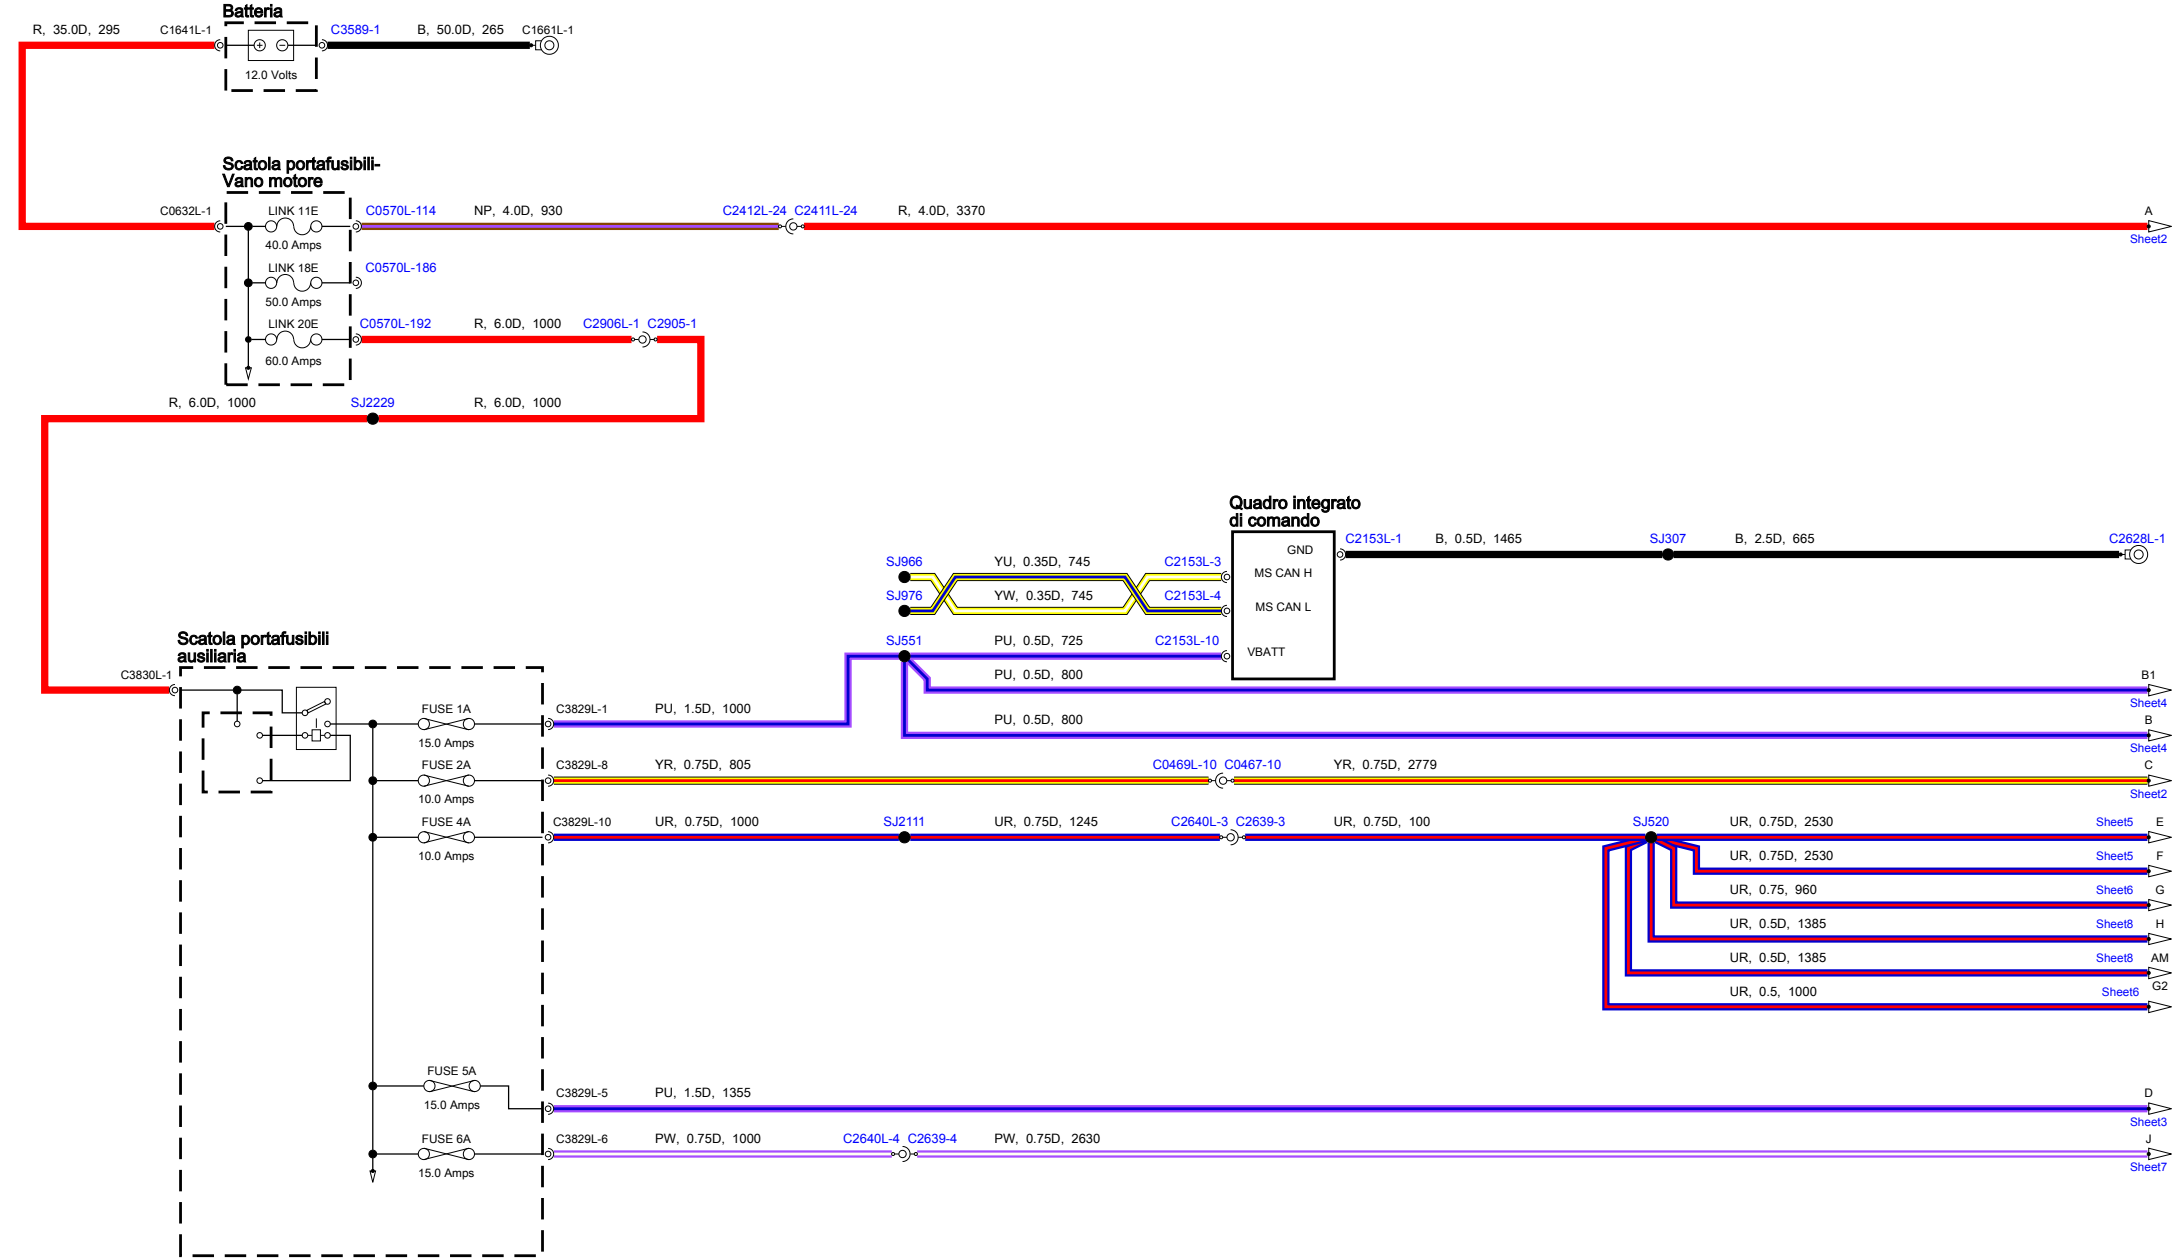 Batteria
R, 35.0D, 295
C1641L-1
C3589-1
B, 50.0D, 265
C1661L-1
12.0 Volts
Scatola portafusibili-
Vano motore
C0632L-1
LINK 11E
40.0 Amps
C0570L-114
NP, 4.0D, 930
C2412L-24
C2411L-24
R, 4.0D, 3370
A
Sheet2
LINK 18E
50.0 Amps
C0570L-186
LINK 20E
60.0 Amps
C0570L-192
R, 6.0D, 1000
C2906L-1
C2905-1
R, 6.0D, 1000
SJ2229
R, 6.0D, 1000
Quadro integrato
di comando
GND
C2153L-1
B, 0.5D, 1465
SJ307
B, 2.5D, 665
C2628L-1
SJ966
YU, 0.35D, 745
C2153L-3
MS CAN H
SJ976
YW, 0.35D, 745
C2153L-4
MS CAN L
SJ551
PU, 0.5D, 725
C2153L-10
VBATT
PU, 0.5D, 800
B1
Sheet4
PU, 0.5D, 800
B
Sheet4
Scatola portafusibili
ausiliaria
C3830L-1
FUSE 1A
15.0 Amps
C3829L-1
PU, 1.5D, 1000
FUSE 2A
10.0 Amps
C3829L-8
YR, 0.75D, 805
C0469L-10
C0467-10
YR, 0.75D, 2779
C
Sheet2
FUSE 4A
10.0 Amps
C3829L-10
UR, 0.75D, 1000
SJ2111
UR, 0.75D, 1245
C2640L-3
C2639-3
UR, 0.75D, 100
SJ520
UR, 0.75D, 2530
Sheet5
E
UR, 0.75D, 2530
Sheet5
F
UR, 0.75, 960
Sheet6
G
UR, 0.5D, 1385
Sheet8
H
UR, 0.5D, 1385
Sheet8
AM
UR, 0.5, 1000
Sheet6
G2
FUSE 5A
15.0 Amps
C3829L-5
PU, 1.5D, 1355
D
Sheet3
FUSE 6A
15.0 Amps
C3829L-6
PW, 0.75D, 1000
C2640L-4
C2639-4
PW, 0.75D, 2630
J
Sheet7